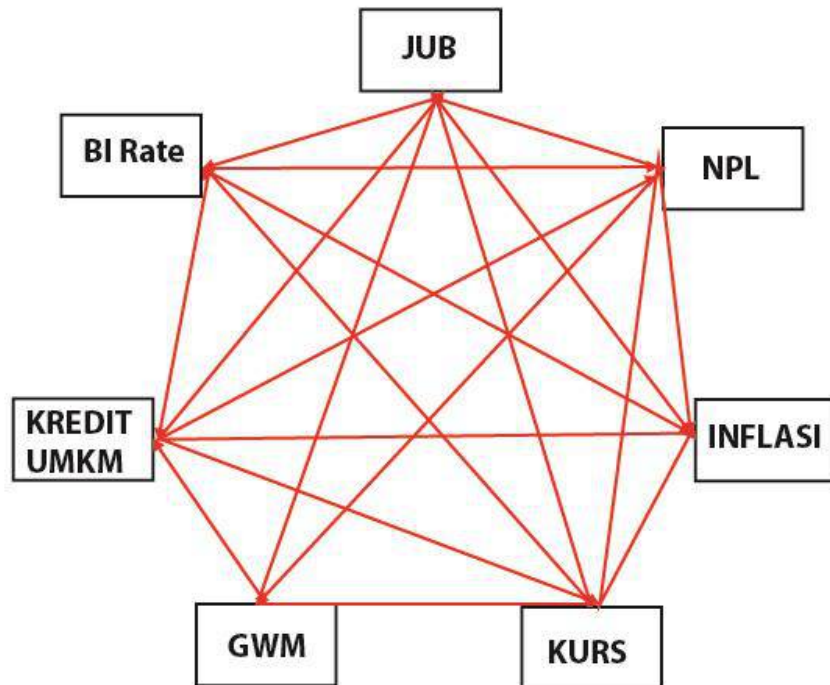 JUB
BI Rate
NPL
KREDIT
UMKM
INFLASI
GWM
KURS